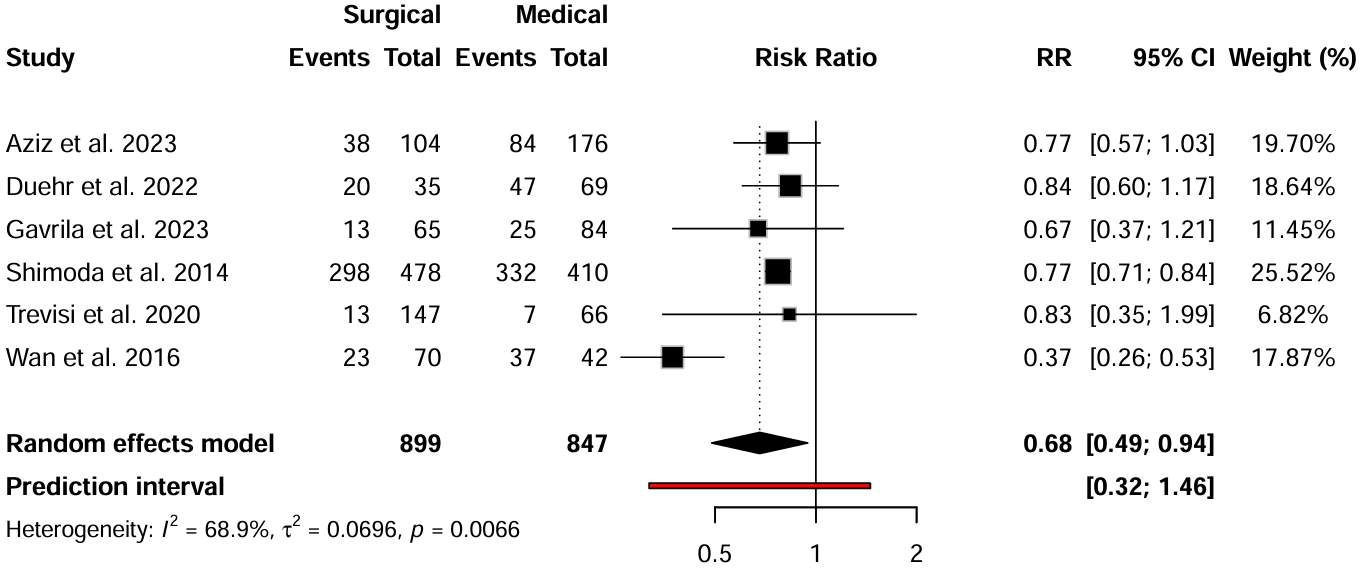 Surgical Medical
Study Events Total Events Total Risk Ratio RR 95% CI Weight (%)
Aziz et al. 2023 38 104 84 176 0.77 [0.57; 1.03] 19.70%
Duehr et al. 2022 20 35 47 69 0.84 [0.60; 1.17] 18.64%
Gavrila et al. 2023 13 65 25 84 0.67 [0.37; 1.21] 11.45%
Shimoda et al. 2014 298 478 332 410 0.77 [0.71; 0.84] 25.52%
Trevisi et al. 2020 13 147 7 66 0.83 [0.35; 1.99] 6.82%
Wan et al. 2016 23 70 37 42 0.37 [0.26; 0.53] 17.87%
Random effects model 899 847 0.68 [0.49; 0.94]
Prediction interval [0.32; 1.46]
Heterogeneity: I² = 68.9%, τ² = 0.0696, p = 0.0066
0.5 1 2